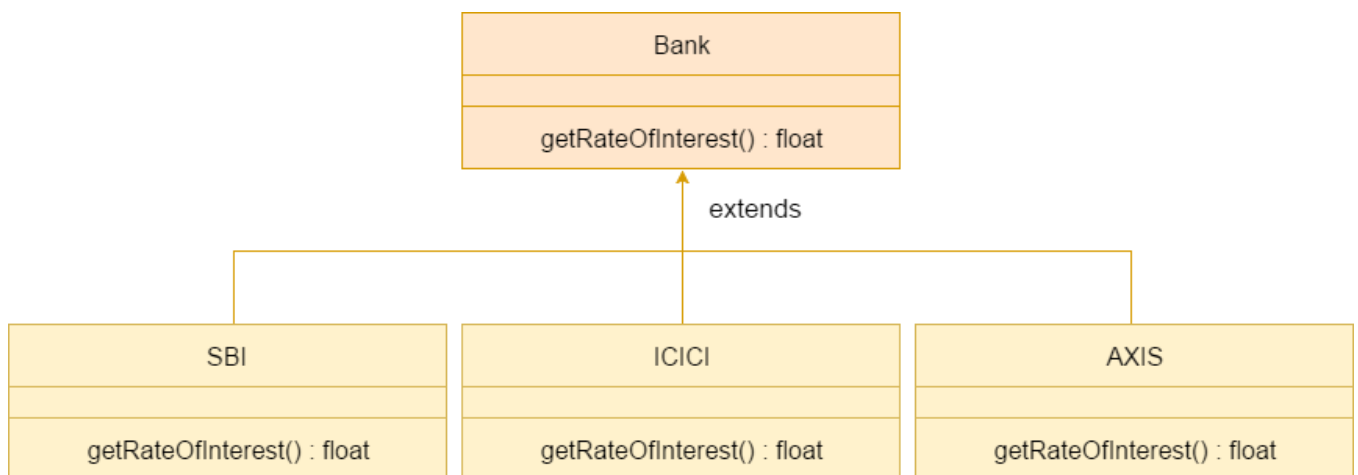 Bank
getRateOfInterest() : float
extends
SBI
ICICI
AXIS
getRateOfInterest() : float
getRateOfInterest() : float
getRateOfInterest() : float